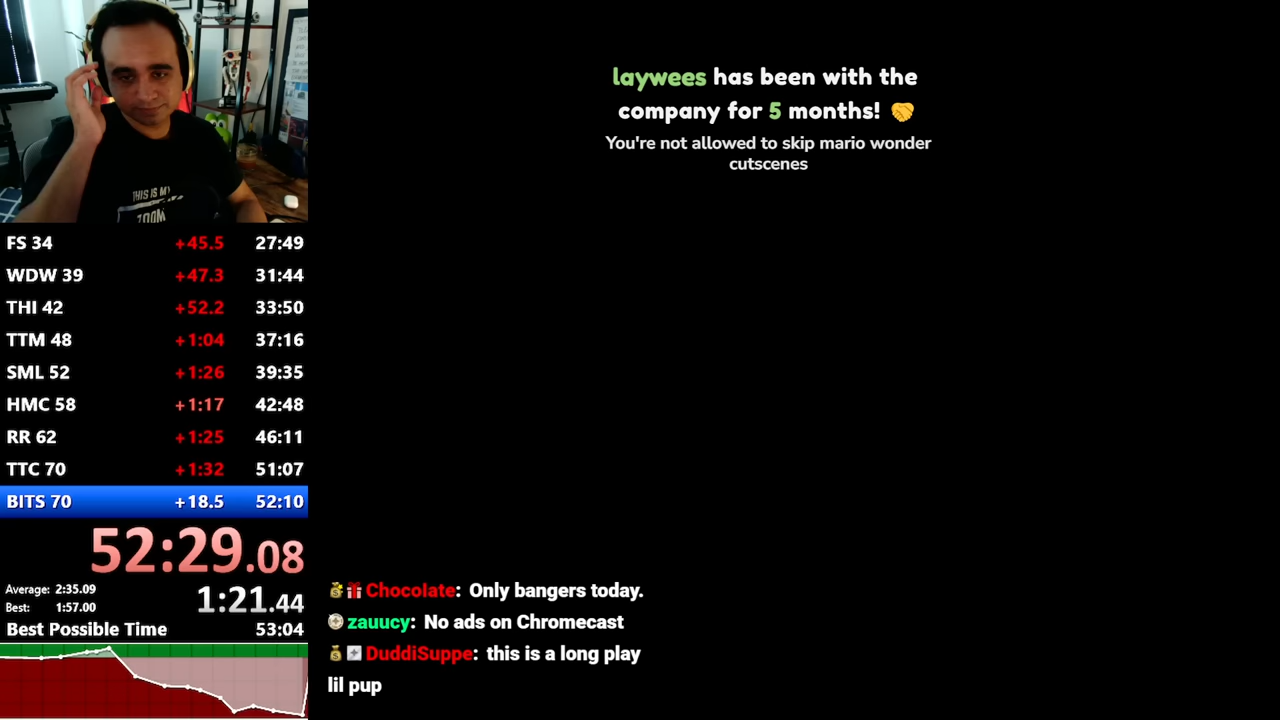 laywees has been with the
company for 5 months! 🤝
You're not allowed to skip mario wonder
cutscenes
THIS IS MY
ZOOM
FS 34 +45.5 27:49
WDW 39 +47.3 31:44
THI 42 +52.2 33:50
TTM 48 +1:04 37:16
SML 52 +1:26 39:35
HMC 58 +1:17 42:48
RR 62 +1:25 46:11
TTC 70 +1:32 51:07
BITS 70 +18.5 52:10
52:29.08
Average: 2:35.09
Best: 1:57.00
1:21.44
Best Possible Time 53:04
Chocolate: Only bangers today.
zauucy: No ads on Chromecast
DuddiSuppe: this is a long play
lil pup